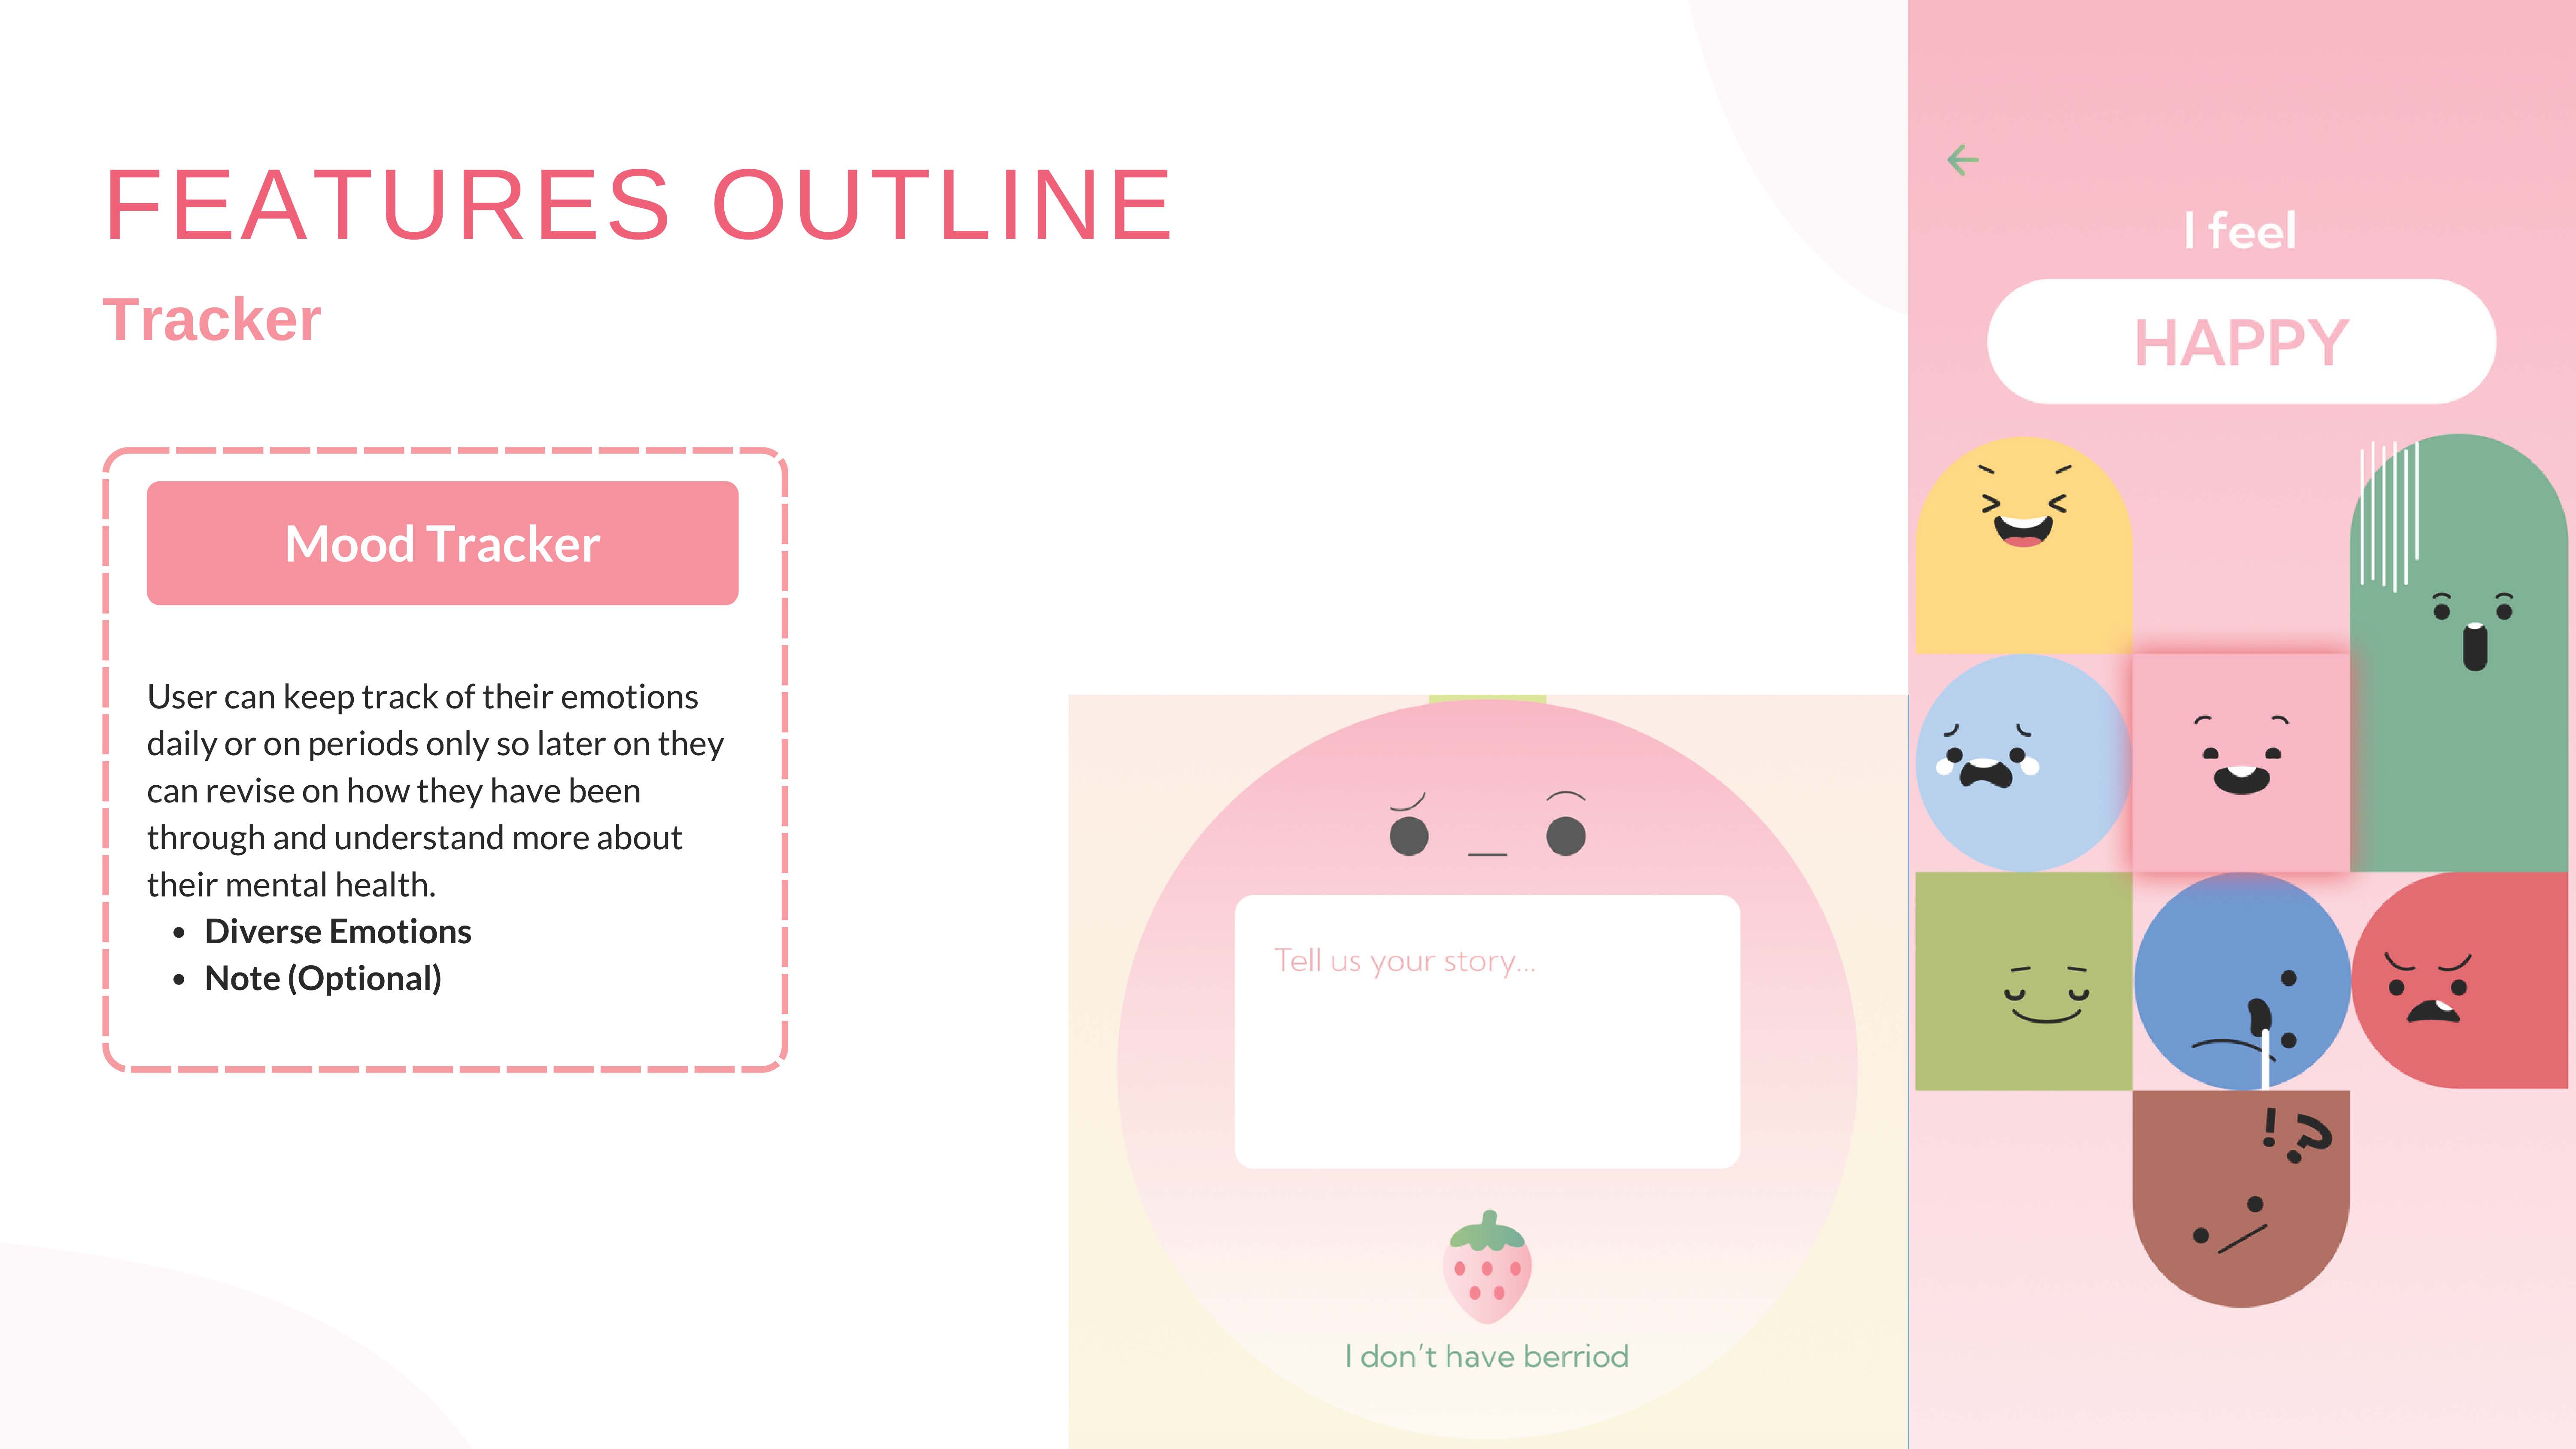 FEATURES OUTLINE
Tracker
Mood Tracker
User can keep track of their emotions
daily or on periods only so later on they
can revise on how they have been
through and understand more about
their mental health.
• Diverse Emotions
• Note (Optional)
Tell us your story...
I don't have berriod
I feel
HAPPY
!?